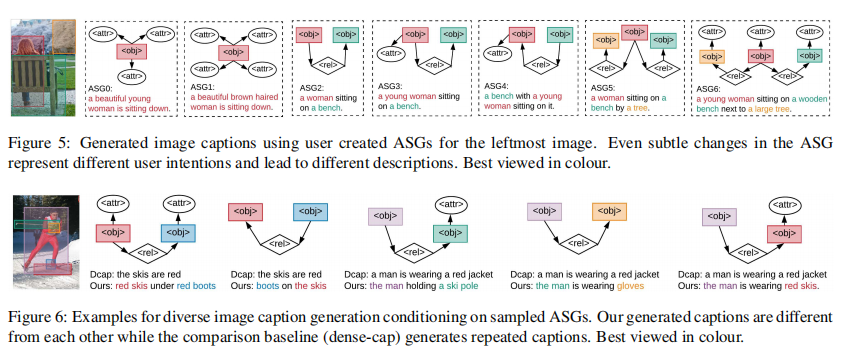 <attr> <attr>
<obj>
<attr>
ASG0:
a beautiful young
woman is sitting down.
<attr> <attr>
<obj>
<attr> <attr>
ASG1:
a beautiful brown haired
woman is sitting down.
<obj> <obj>
<rel>
ASG2:
a woman sitting
on a bench.
<obj> <obj>
<attr>
<rel>
ASG3:
a young woman sitting
on a bench.
<obj> <obj>
<attr>
<rel>
ASG4:
a bench with a young
woman sitting on it.
<obj>
<obj> <obj>
<rel> <rel>
ASG5:
a woman sitting on a
bench by a tree.
<attr> <attr> <attr>
<obj> <obj> <obj>
<rel> <rel>
ASG6:
a young woman sitting on a wooden
bench next to a large tree.
Figure 5: Generated image captions using user created ASGs for the leftmost image. Even subtle changes in the ASG
represent different user intentions and lead to different descriptions. Best viewed in colour.
<attr> <attr>
<obj> <obj>
<rel>
Dcap: the skis are red
Ours: red skis under red boots
<obj> <obj>
<rel>
Dcap: the skis are red
Ours: boots on the skis
<attr>
<obj> <obj>
<rel>
Dcap: a man is wearing a red jacket
Ours: the man holding a ski pole
<obj> <obj>
<rel>
Dcap: a man is wearing a red jacket
Ours: the man is wearing gloves
<attr>
<obj> <obj>
<rel>
Dcap: a man is wearing a red jacket
Ours: the man is wearing red skis.
Figure 6: Examples for diverse image caption generation conditioning on sampled ASGs. Our generated captions are different
from each other while the comparison baseline (dense-cap) generates repeated captions. Best viewed in colour.